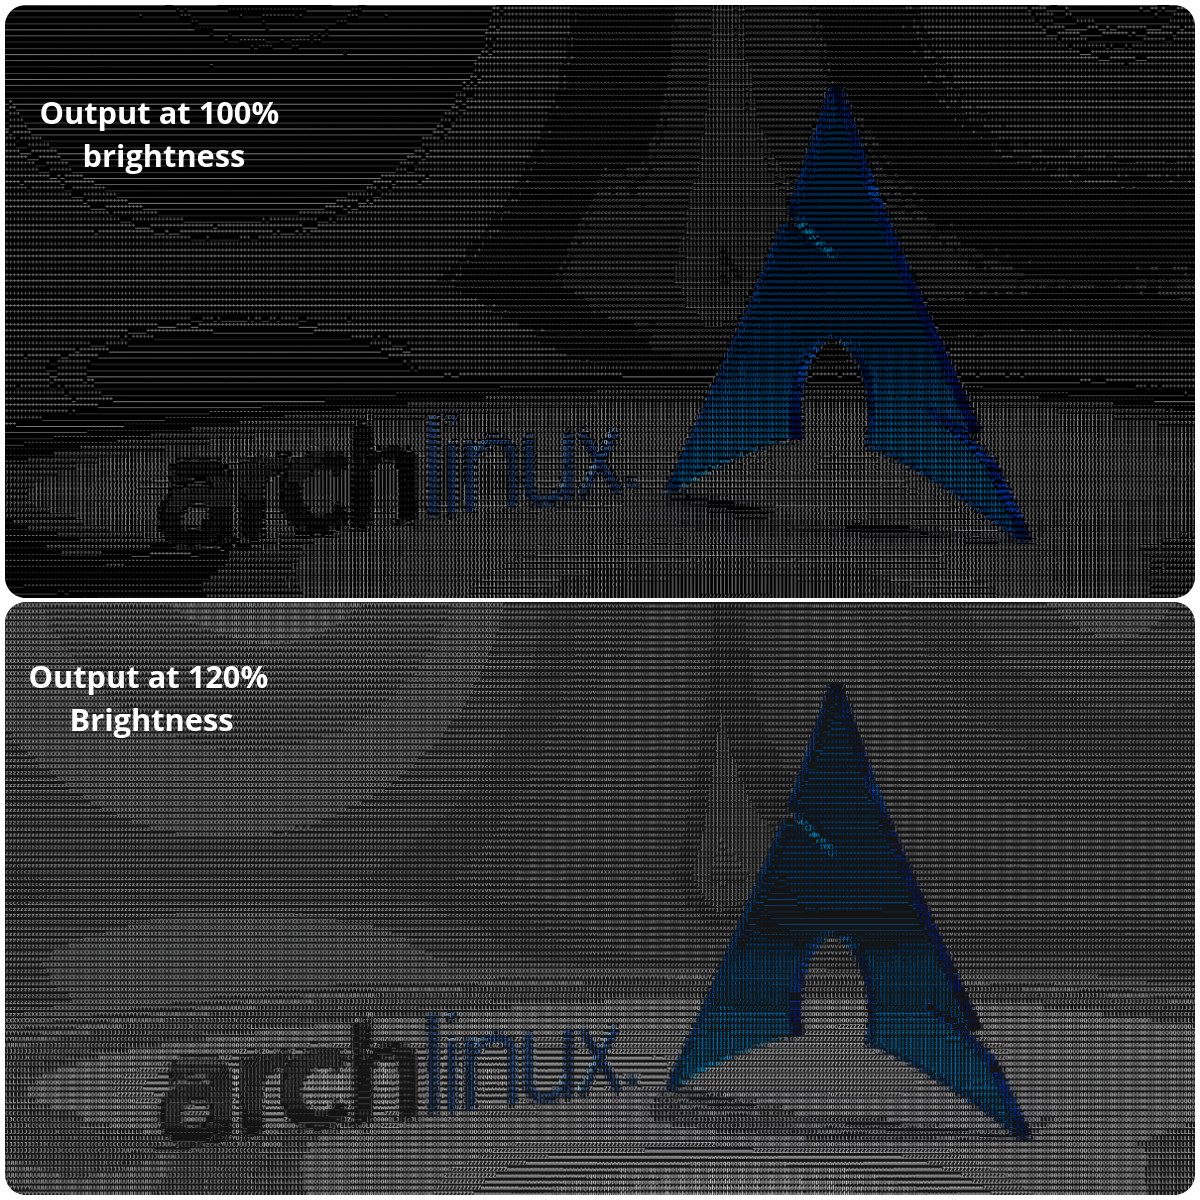 Output at 100%
brightness
archlinux.
Output at 120%
Brightness
archlinux.